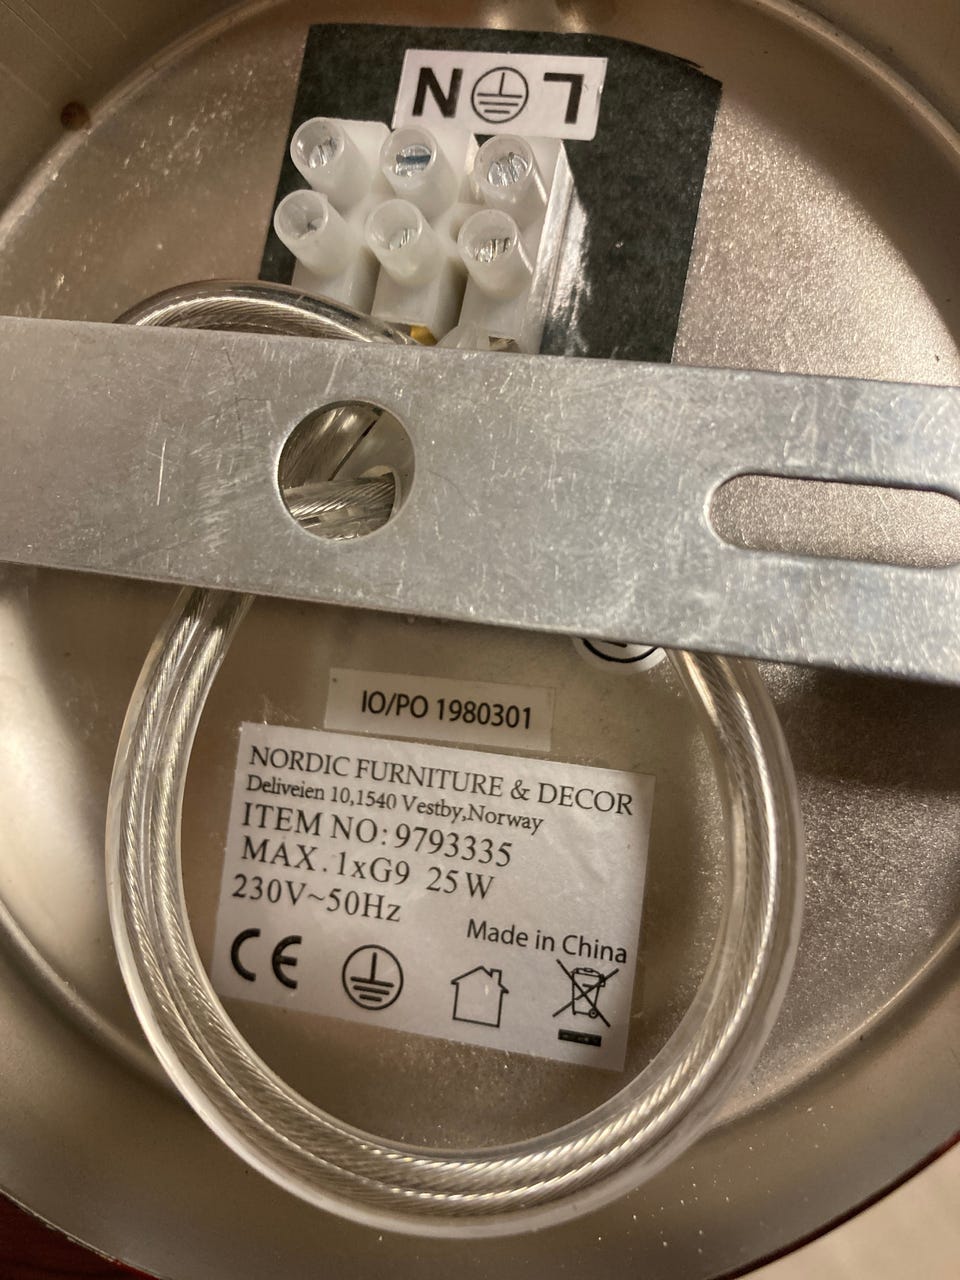 N L
IO/PO 1980301
NORDIC FURNITURE & DECOR
Deliveien 10,1540 Vestby,Norway
ITEM NO: 9793335
MAX. 1xG9 25W
230V~50Hz
Made in China
CE